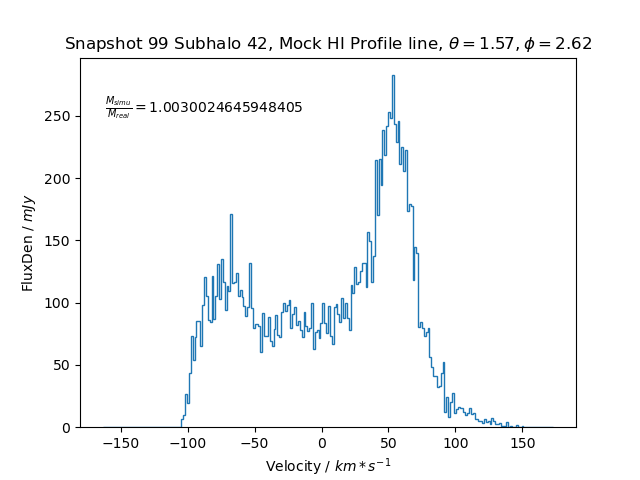 Snapshot 99 Subhalo 42, Mock HI Profile line, θ = 1.57, ϕ = 2.62
M_simu/M_real = 1.0030024645948405
FluxDen / mJy
250
200
150
100
50
0
−150 −100 −50 0 50 100 150
Velocity / km * s⁻¹